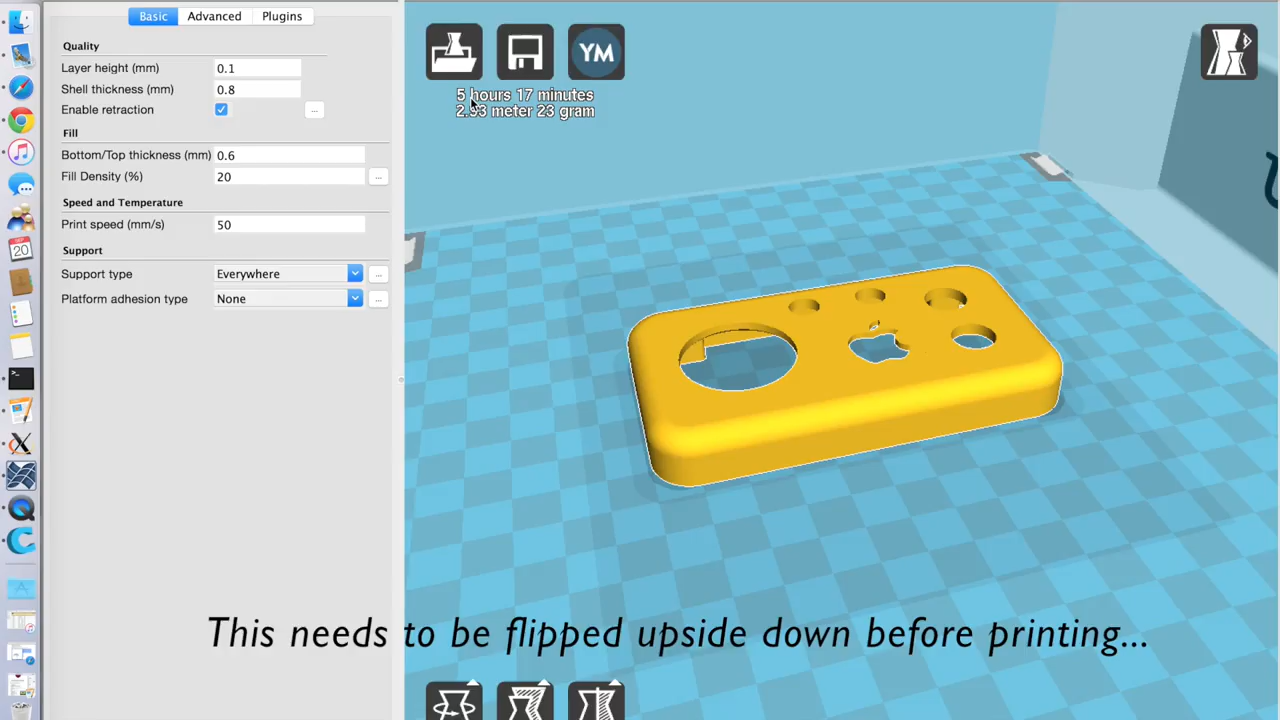 Basic Advanced Plugins
Quality
Layer height (mm) 0.1
Shell thickness (mm) 0.8
Enable retraction ...
Fill
Bottom/Top thickness (mm) 0.6
Fill Density (%) 20 ...
Speed and Temperature
Print speed (mm/s) 50
Support
Support type Everywhere ...
Platform adhesion type None ...
YM
5 hours 17 minutes
2.93 meter 23 gram
20
This needs to be flipped upside down before printing...